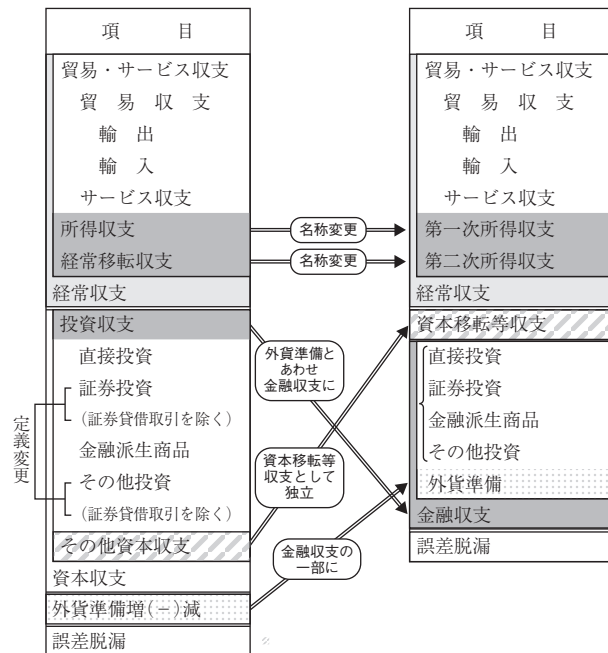 項　目
貿易・サービス収支
貿易収支
輸出
輸入
サービス収支
所得収支
経常移転収支
経常収支
投資収支
直接投資
証券投資
(証券貸借取引を除く)
金融派生商品
その他投資
(証券貸借取引を除く)
その他資本収支
資本収支
外貨準備増(－)減
誤差脱漏
定義変更
名称変更
名称変更
外貨準備と
あわせ
金融収支に
資本移転等
収支として
独立
金融収支の
一部に
項　目
貿易・サービス収支
貿易収支
輸出
輸入
サービス収支
第一次所得収支
第二次所得収支
経常収支
資本移転等収支
直接投資
証券投資
金融派生商品
その他投資
外貨準備
金融収支
誤差脱漏